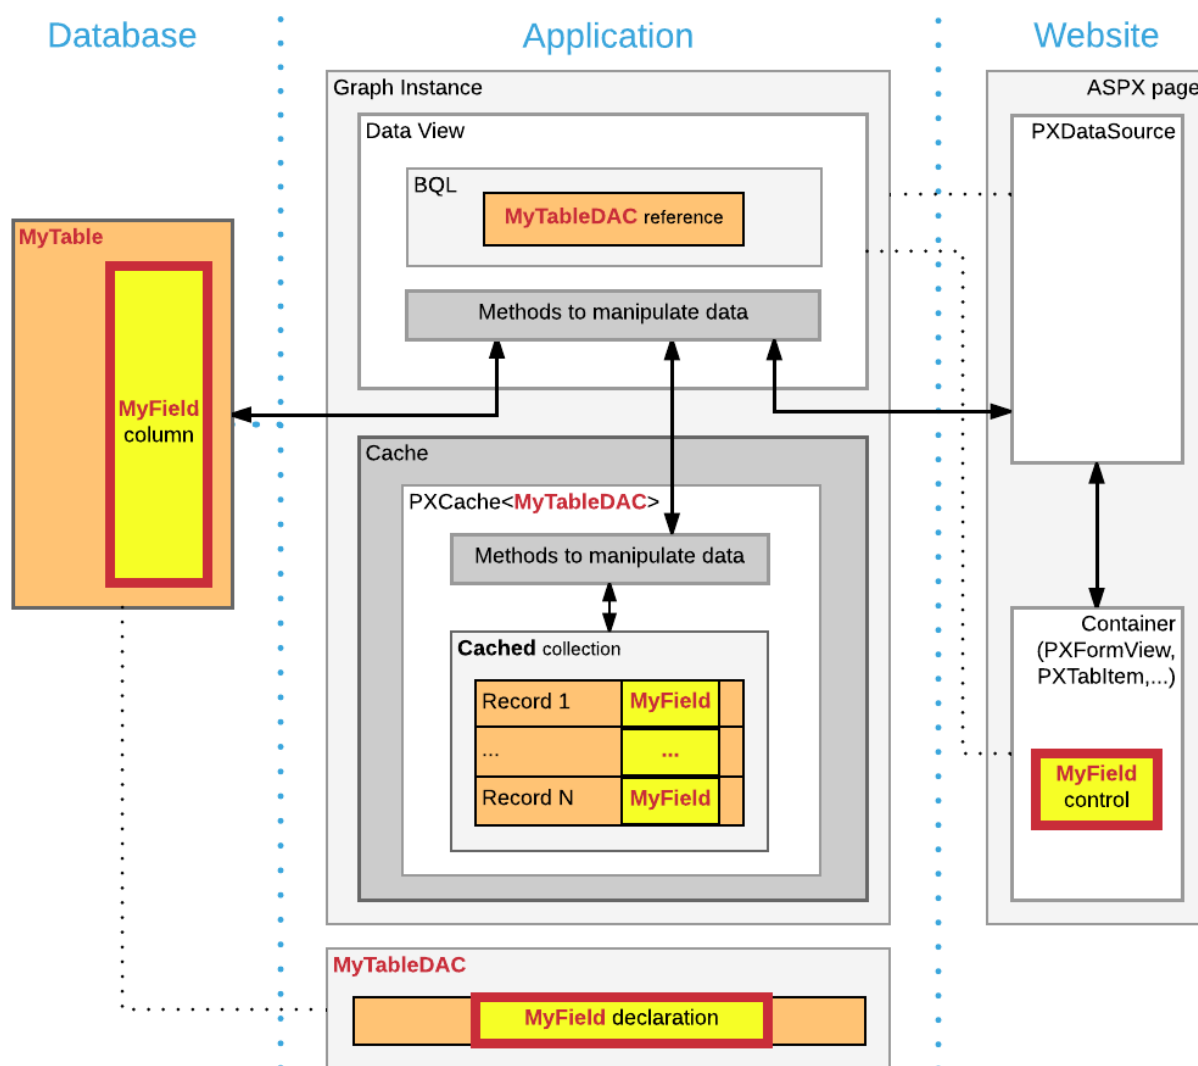 Database
Application
Website
Graph Instance
ASPX page
Data View
PXDataSource
BQL
MyTableDAC reference
MyTable
Methods to manipulate data
MyField
column
Cache
PXCache<MyTableDAC>
Methods to manipulate data
Container
(PXFormView,
PXTabItem,...)
Cached collection
Record 1 MyField
... ...
Record N MyField
MyField
control
MyTableDAC
MyField declaration